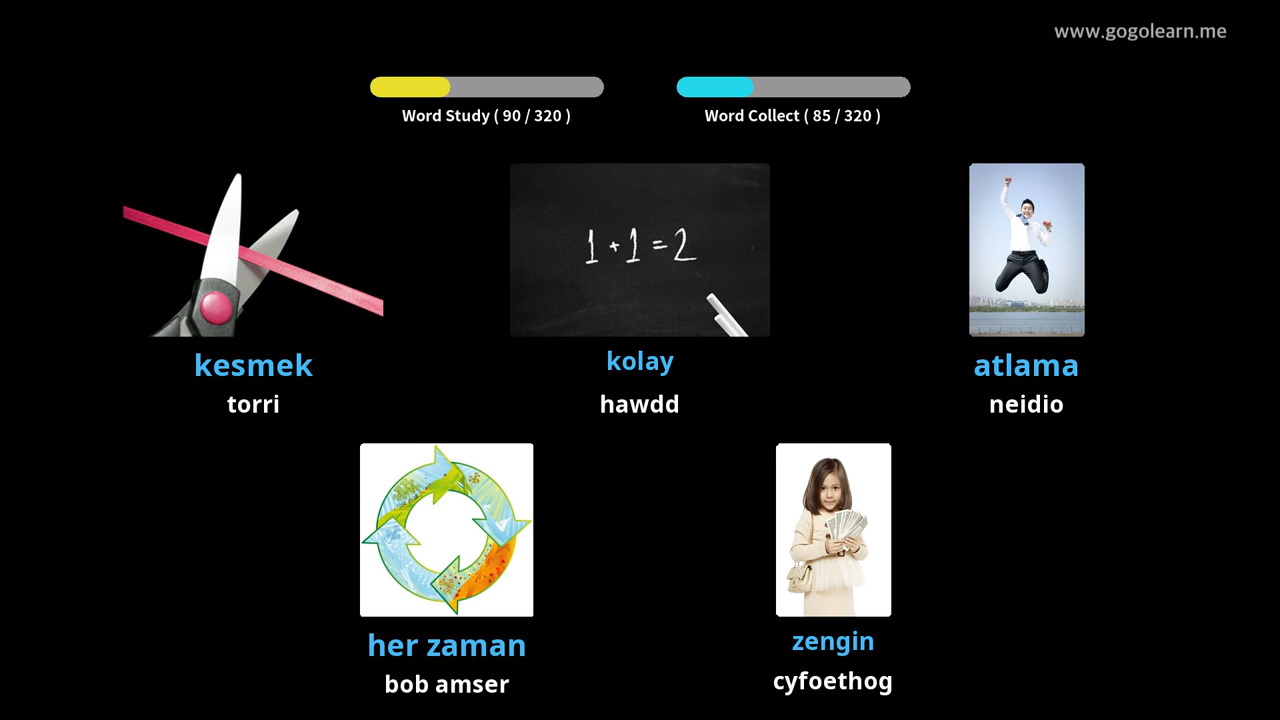 www.gogolearn.me
Word Study ( 90 / 320 )
Word Collect ( 85 / 320 )
1 + 1 = 2
kesmek
kolay
atlama
torri
hawdd
neidio
her zaman
zengin
bob amser
cyfoethog